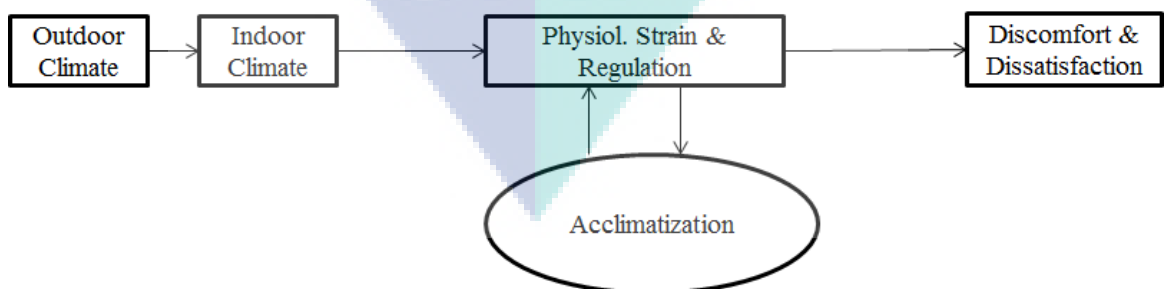 Outdoor
Climate
Indoor
Climate
Physiol. Strain &
Regulation
Discomfort &
Dissatisfaction
Acclimatization